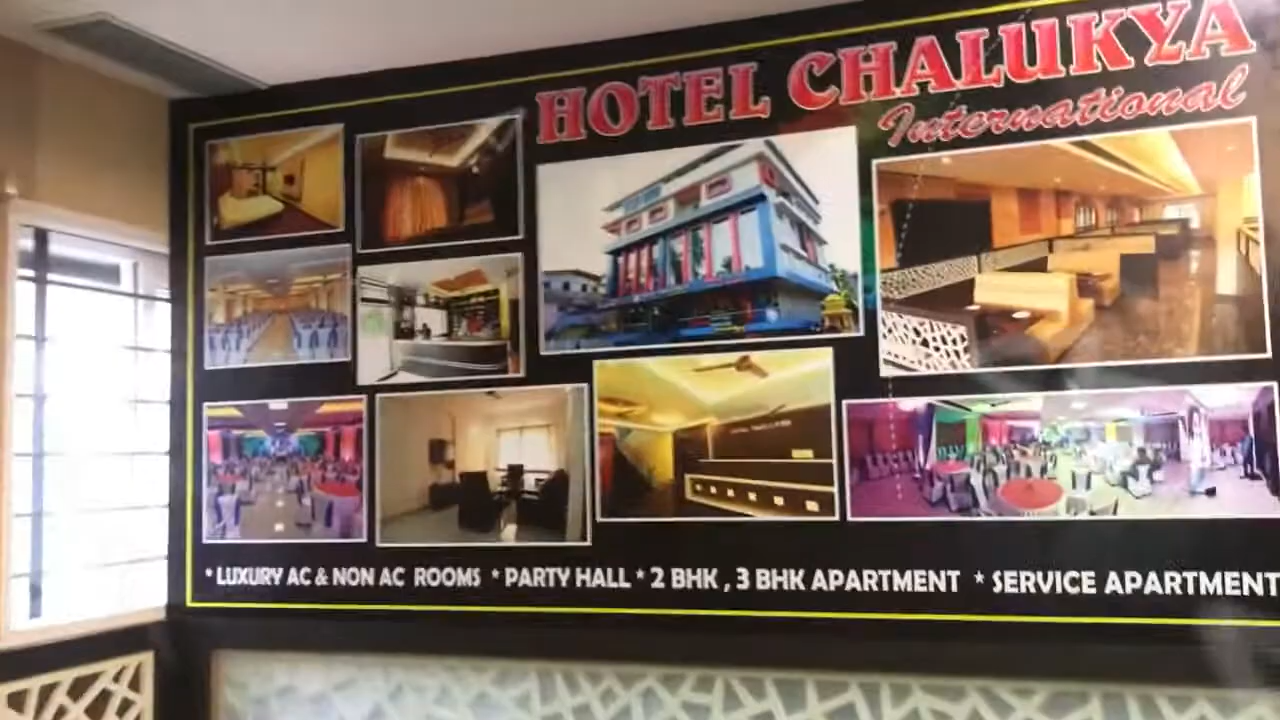 HOTEL CHALUKYA
International
* LUXURY AC & NON AC ROOMS * PARTY HALL * 2 BHK , 3 BHK APARTMENT * SERVICE APARTMENT